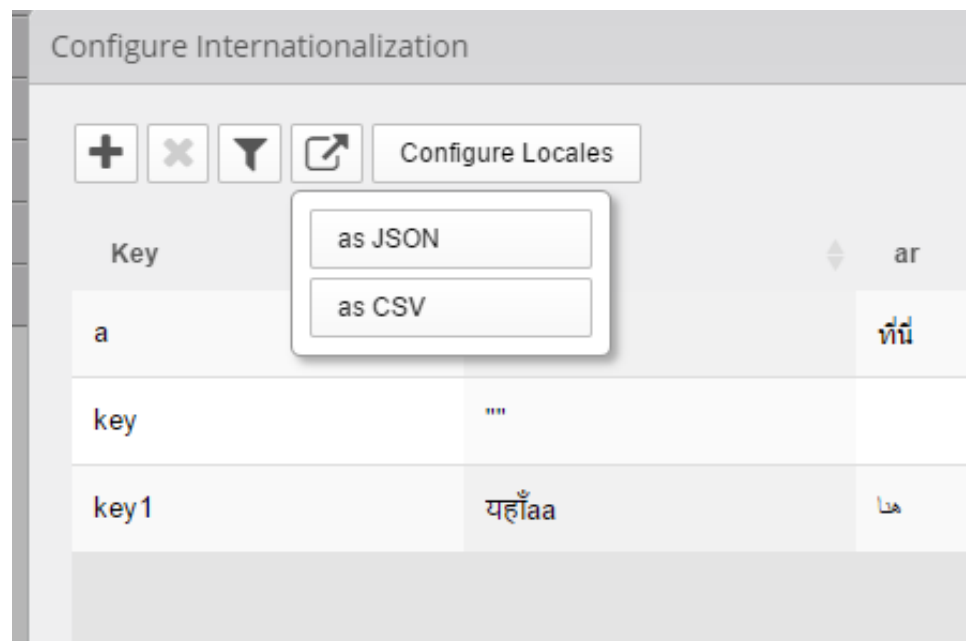 Configure Internationalization
Configure Locales
as JSON
as CSV
Key
ar
a
ที่นี่
key
""
key1
यहाँaa
هنا